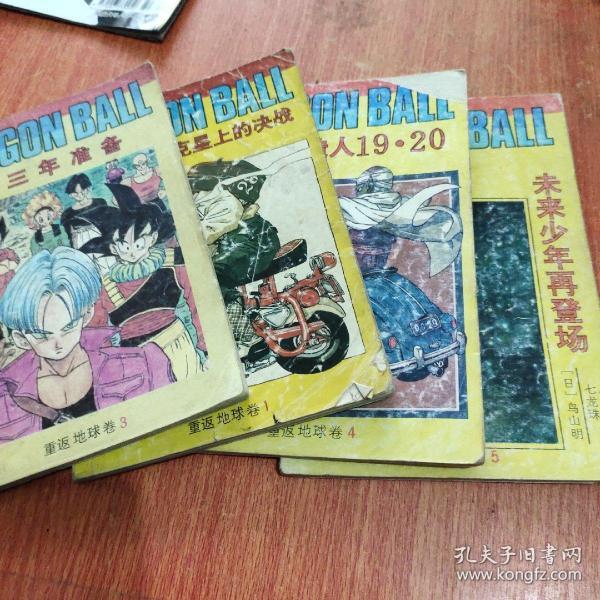 GON BALL
三年准备
重返地球卷3
ON BALL
克星上的决战
重返地球卷1
ON BALL
人19·20
重返地球卷4
BALL
未来少年再登场
七龙珠
[日]鸟山明
5
孔夫子旧书网
www.kongfz.com